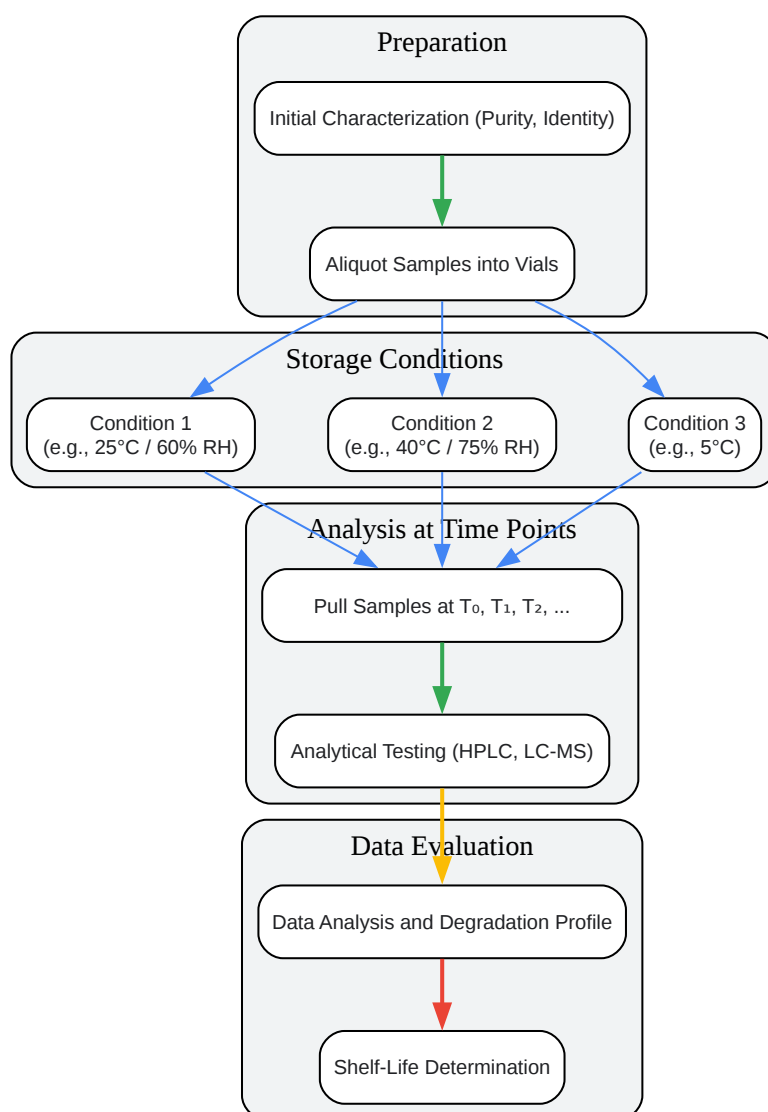 Preparation
Initial Characterization (Purity, Identity)
Aliquot Samples into Vials
Storage Conditions
Condition 1
(e.g., 25°C / 60% RH)
Condition 2
(e.g., 40°C / 75% RH)
Condition 3
(e.g., 5°C)
Analysis at Time Points
Pull Samples at T₀, T₁, T₂, ...
Analytical Testing (HPLC, LC-MS)
Data Evaluation
Data Analysis and Degradation Profile
Shelf-Life Determination